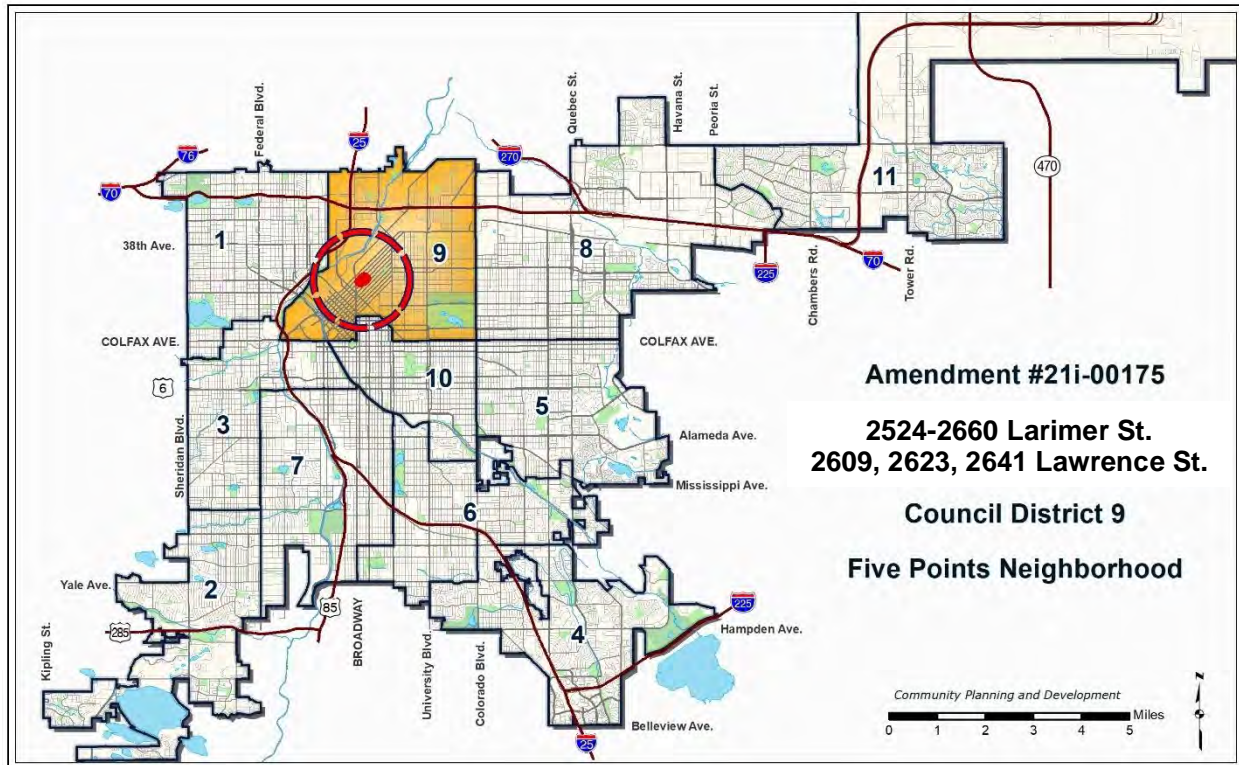 Federal Blvd.
Quebec St.
Havana St.
Peoria St.
76
25
270
70
470
11
1
9
8
38th Ave.
225
Chambers Rd.
70
Tower Rd.
COLFAX AVE.
COLFAX AVE.
6
10
Amendment #21i-00175
5
3
2524-2660 Larimer St.
Alameda Ave.
Sheridan Blvd.
7
2609, 2623, 2641 Lawrence St.
Mississippi Ave.
6
Council District 9
Five Points Neighborhood
Yale Ave.
2
85
225
285
4
Hampden Ave.
Kipling St.
BROADWAY
University Blvd.
Colorado Blvd.
Community Planning and Development
N
Miles
0 1 2 3 4 5
Belleview Ave.
25